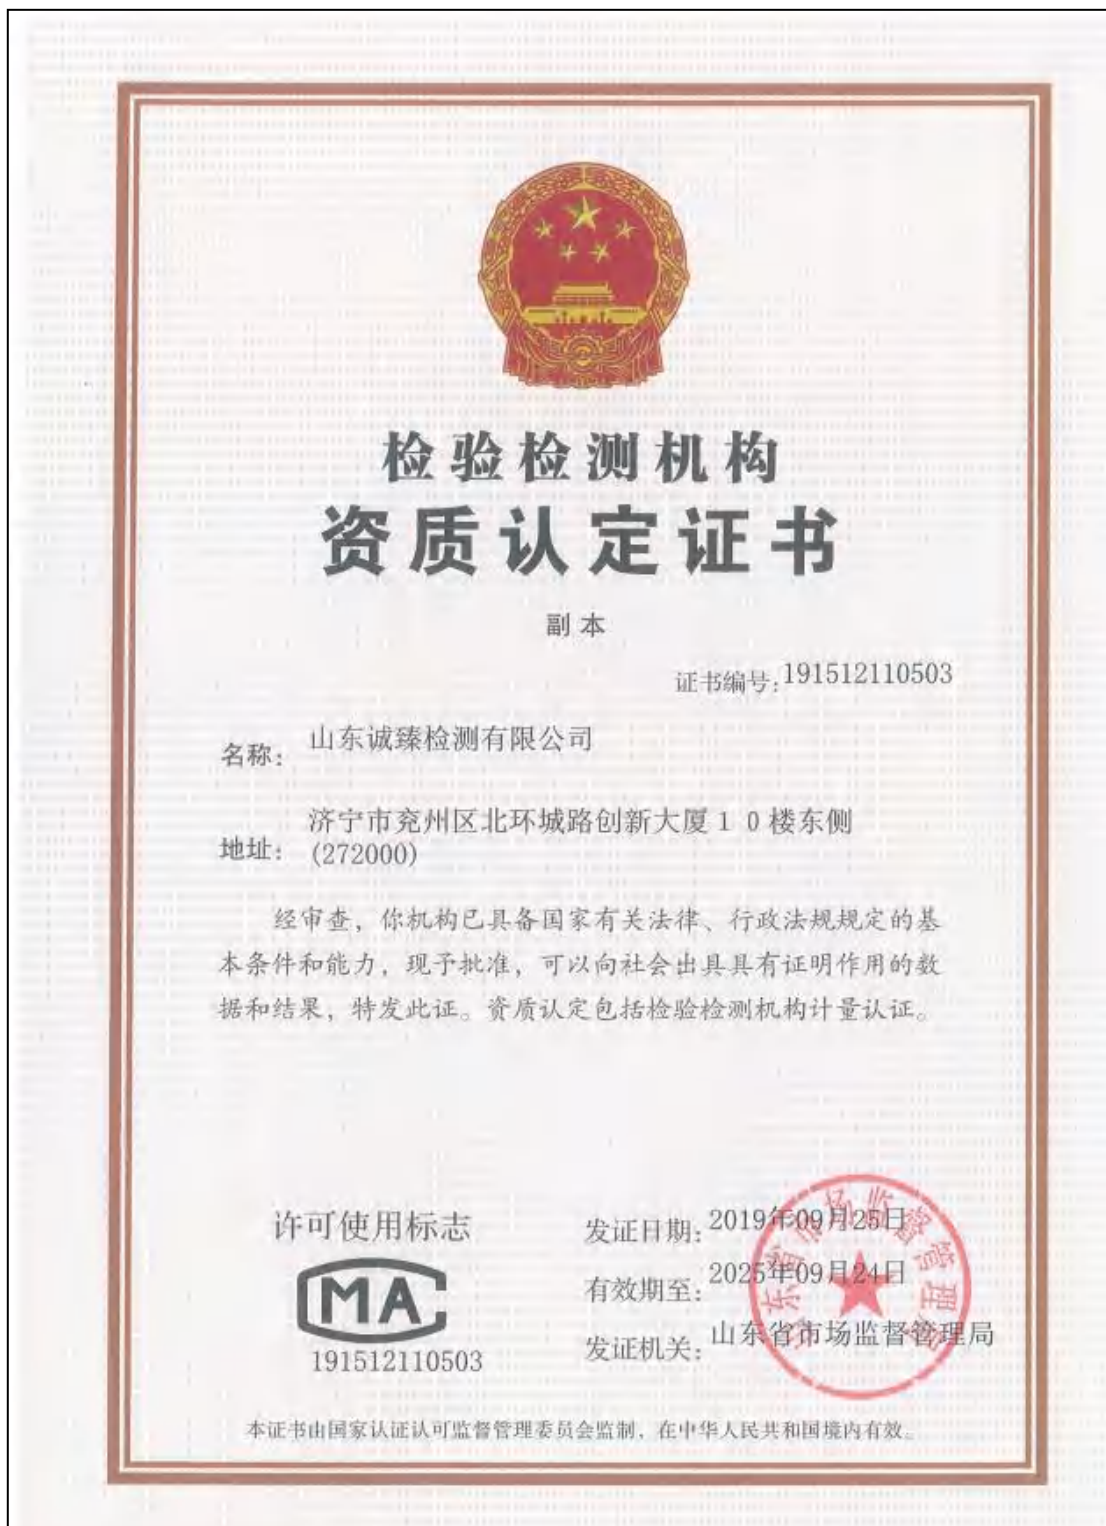 检验检测机构
资质认定证书
副本
证书编号:191512110503
名称: 山东诚臻检测有限公司
地址: 济宁市兖州区北环城路创新大厦10楼东侧
(272000)
经审查,你机构已具备国家有关法律、行政法规规定的基
本条件和能力,现予批准,可以向社会出具具有证明作用的数
据和结果,特发此证。资质认定包括检验检测机构计量认证。
许可使用标志
MA
191512110503
发证日期: 2019年09月25日
有效期至: 2025年09月24日
发证机关: 山东省市场监督管理局
山东省市场监督管理局
本证书由国家认证认可监督管理委员会监制,在中华人民共和国境内有效。